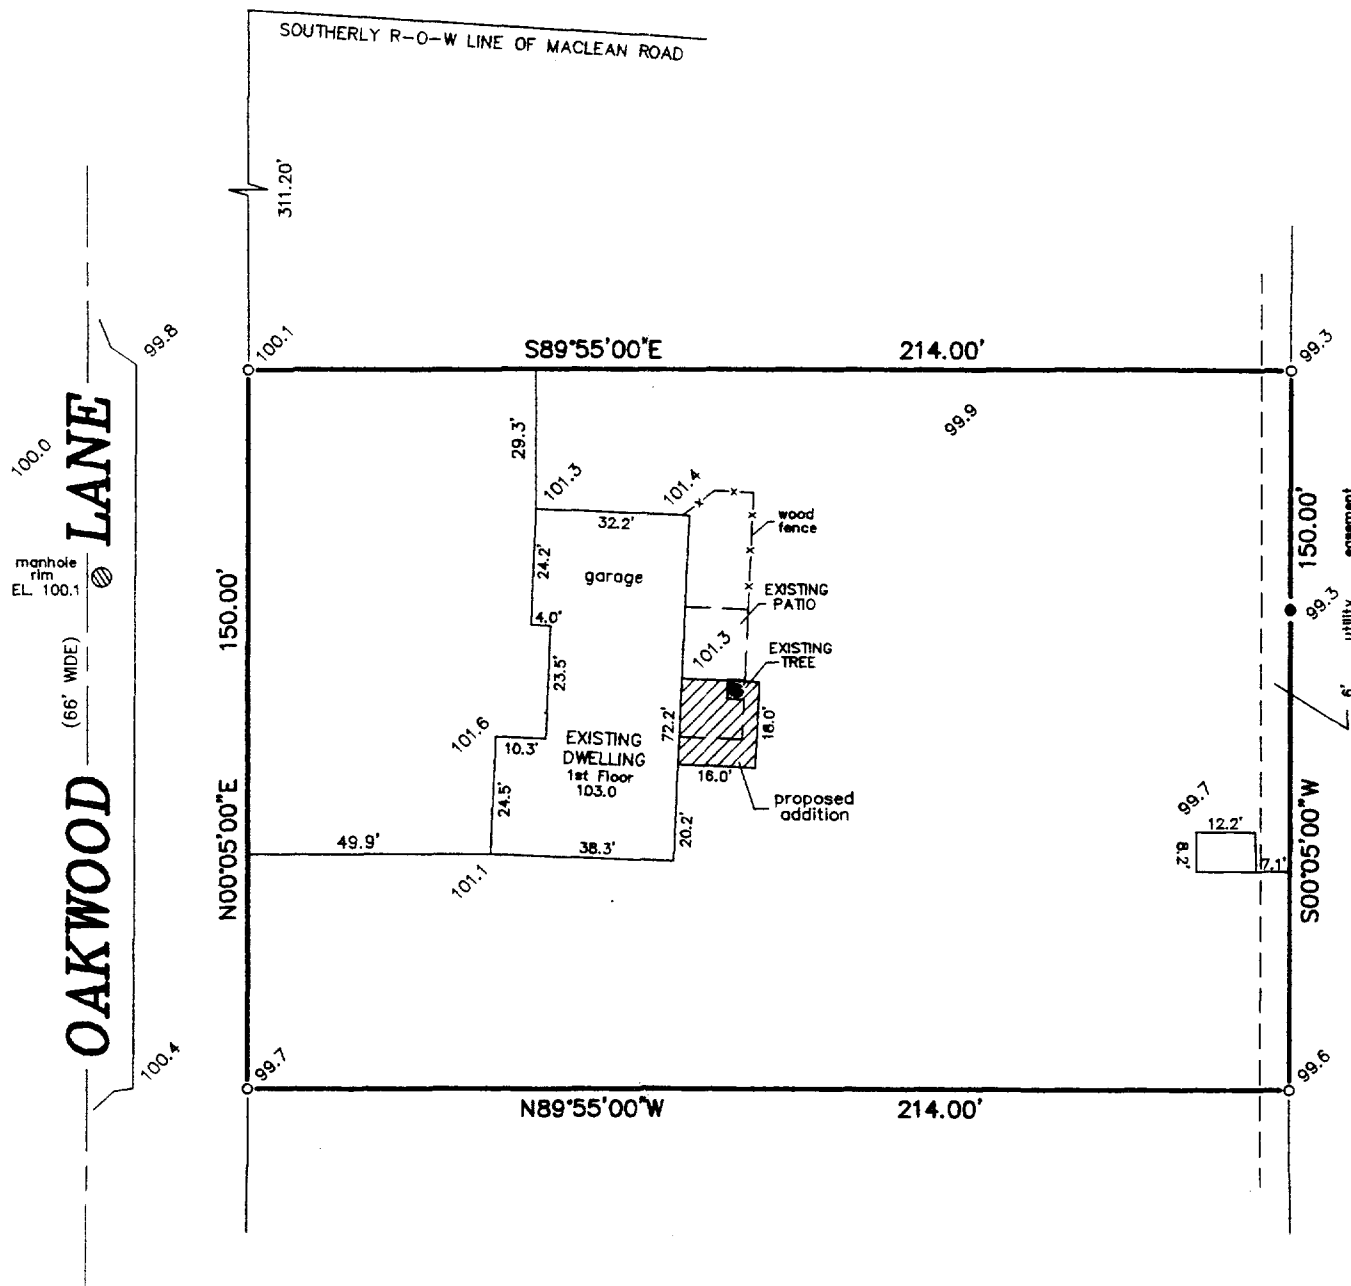 SOUTHERLY R-O-W LINE OF MACLEAN ROAD
311.20'
99.8
100.1
S89°55'00"E
214.00'
99.3
100.0
OAKWOOD LANE
(66' WIDE)
manhole
rim
EL. 100.1
29.3'
99.9
101.3
101.4
32.2'
wood
fence
24.2'
garage
150.00'
150.00'
4.0'
EXISTING
PATIO
99.3
101.3
EXISTING
TREE
23.5'
6' utility easement
101.6
10.3'
EXISTING
DWELLING
1st Floor
103.0
72.2'
18.0'
16.0'
proposed
addition
24.5'
20.2'
N00°05'00"E
S00°05'00"W
99.7
12.2'
8.2'
7.1'
49.9'
38.3'
101.1
100.4
99.7
99.6
N89°55'00"W
214.00'